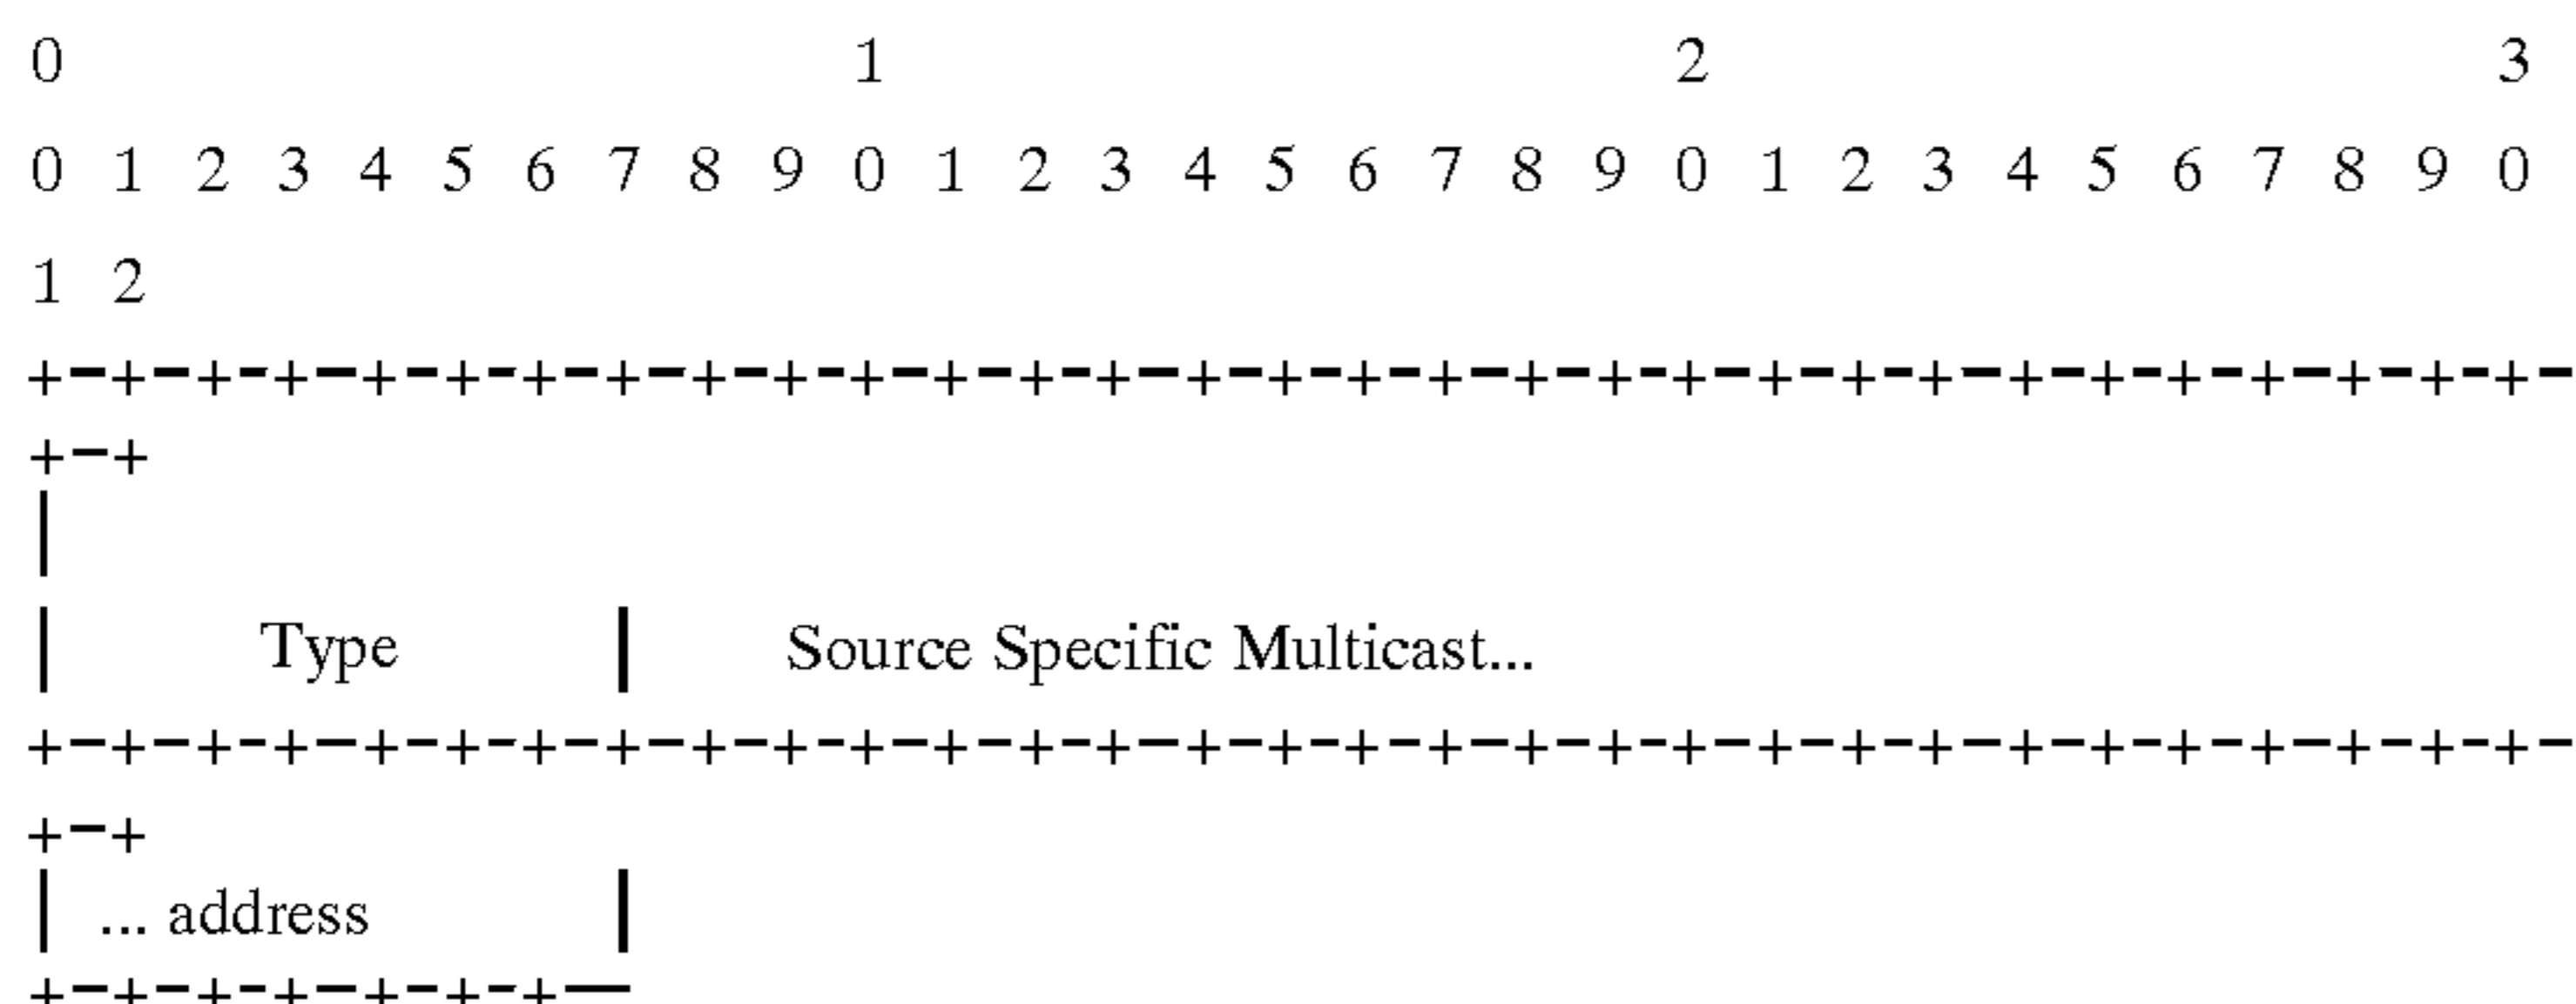 0 1 2 3
0 1 2 3 4 5 6 7 8 9 0 1 2 3 4 5 6 7 8 9 0 1 2 3 4 5 6 7 8 9 0
1 2
+-+-+-+-+-+-+-+-+-+-+-+-+-+-+-+-+-+-+-+-+-+-+-+-+-+-+-+-+-+-+-
+-+
|
| Type | Source Specific Multicast...
+-+-+-+-+-+-+-+-+-+-+-+-+-+-+-+-+-+-+-+-+-+-+-+-+-+-+-+-+-+-+-
+-+
| ... address |
+-+-+-+-+-+-+—